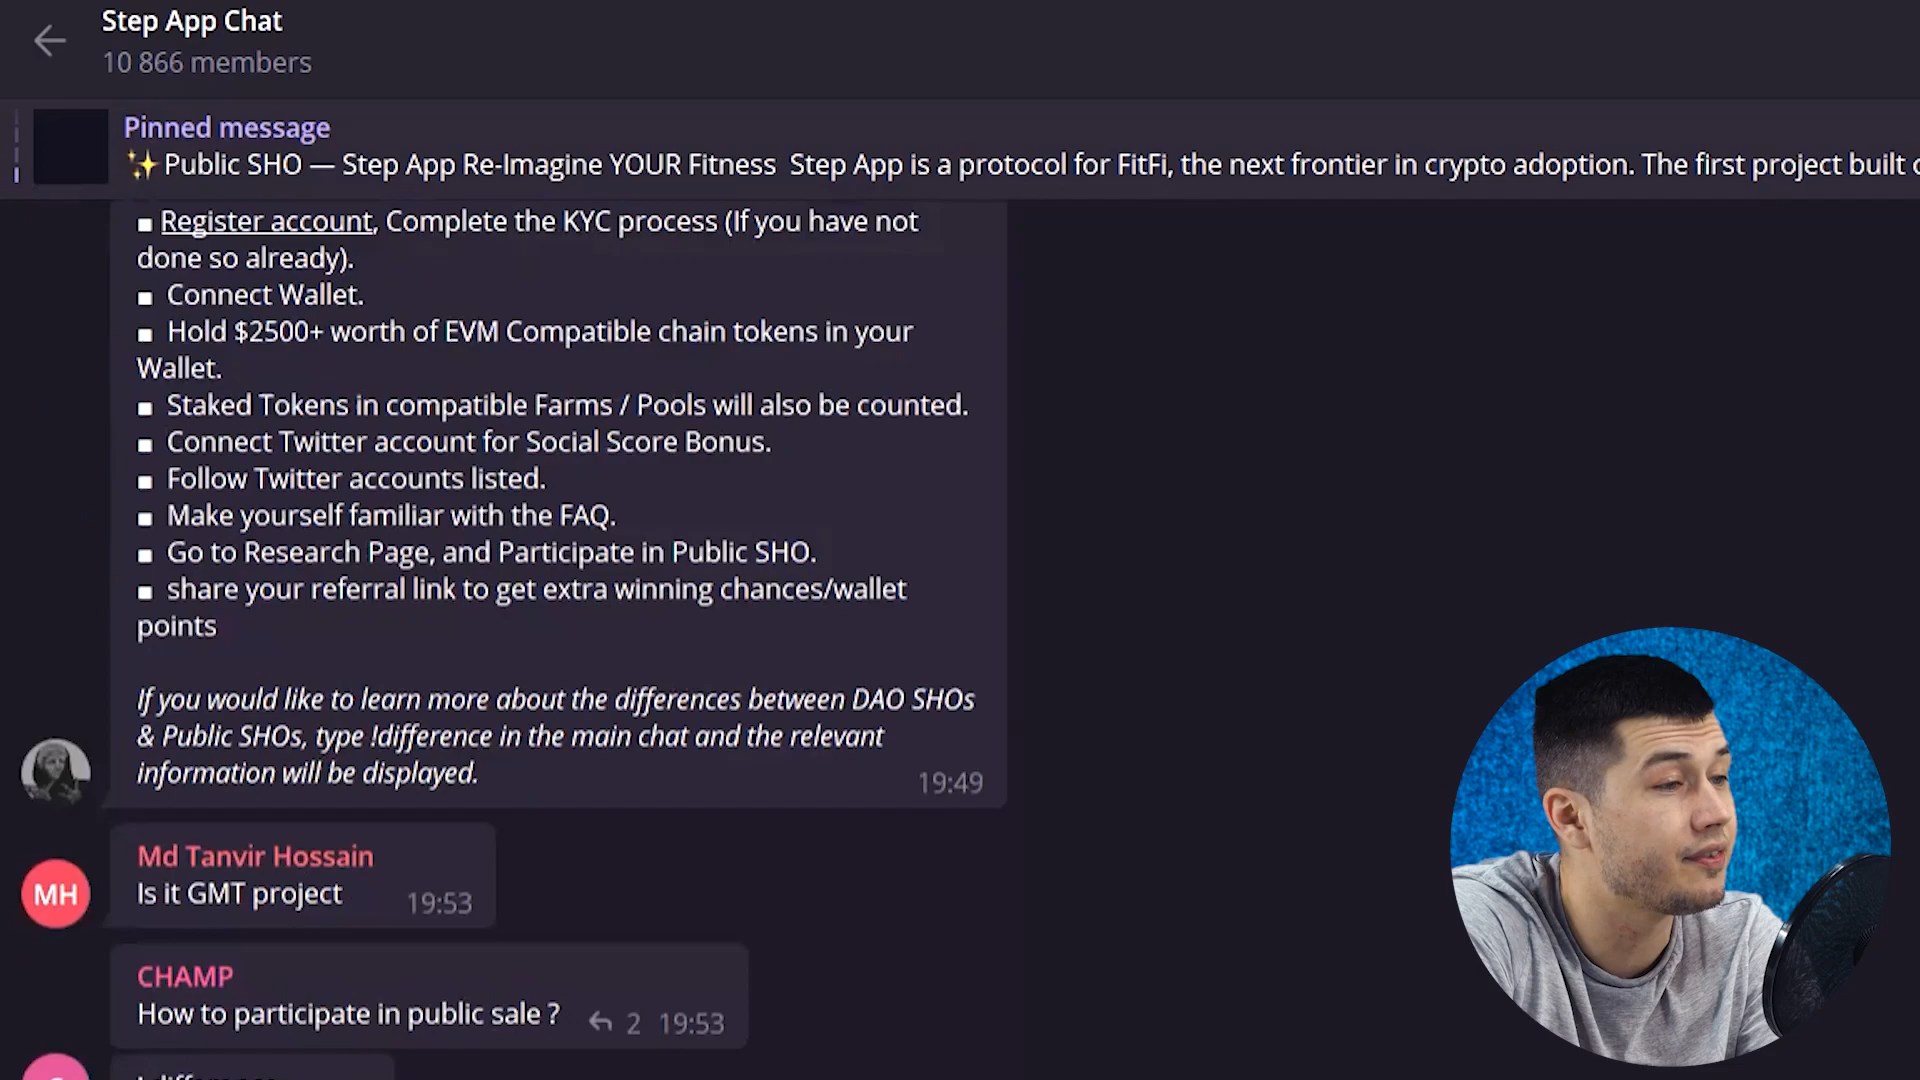 Step App Chat
10 866 members
Pinned message
✨Public SHO — Step App Re-Imagine YOUR Fitness Step App is a protocol for FitFi, the next frontier in crypto adoption. The first project built
▪ Register account, Complete the KYC process (If you have not
done so already).
▪ Connect Wallet.
▪ Hold $2500+ worth of EVM Compatible chain tokens in your
Wallet.
▪ Staked Tokens in compatible Farms / Pools will also be counted.
▪ Connect Twitter account for Social Score Bonus.
▪ Follow Twitter accounts listed.
▪ Make yourself familiar with the FAQ.
▪ Go to Research Page, and Participate in Public SHO.
▪ share your referral link to get extra winning chances/wallet
points
If you would like to learn more about the differences between DAO SHOs
& Public SHOs, type !difference in the main chat and the relevant
information will be displayed.
19:49
MH
Md Tanvir Hossain
Is it GMT project
19:53
CHAMP
How to participate in public sale ?
2 19:53